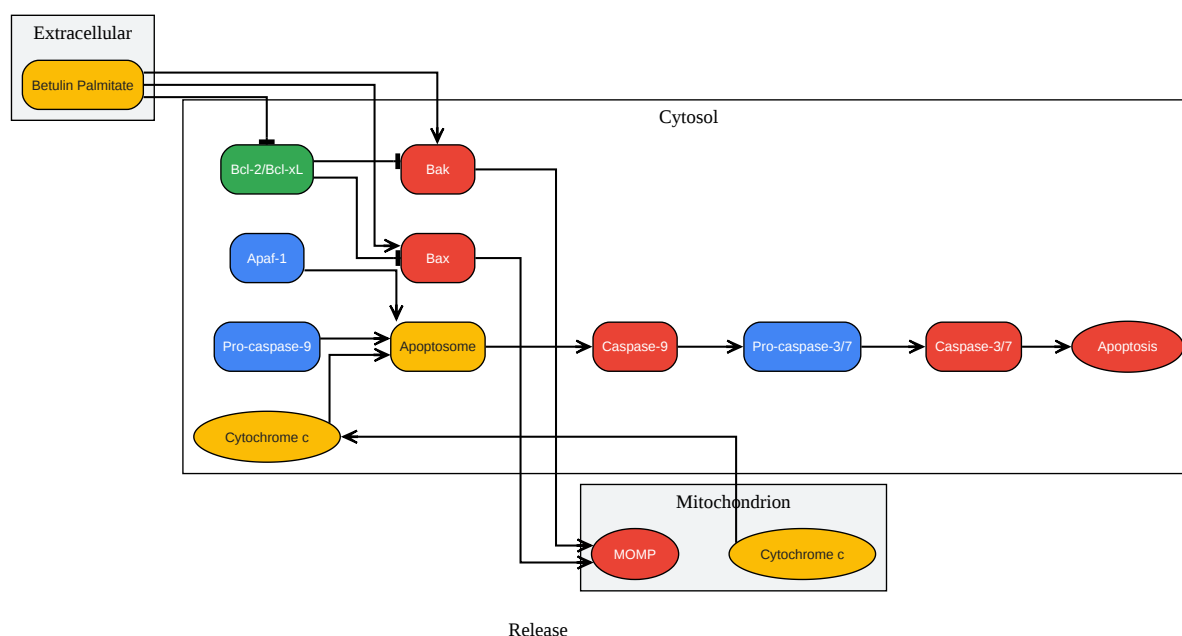 Extracellular
Betulin Palmitate
Cytosol
Bcl-2/Bcl-xL
Bak
Apaf-1
Bax
Pro-caspase-9
Apoptosome
Caspase-9
Pro-caspase-3/7
Caspase-3/7
Apoptosis
Cytochrome c
Mitochondrion
MOMP
Cytochrome c
Release